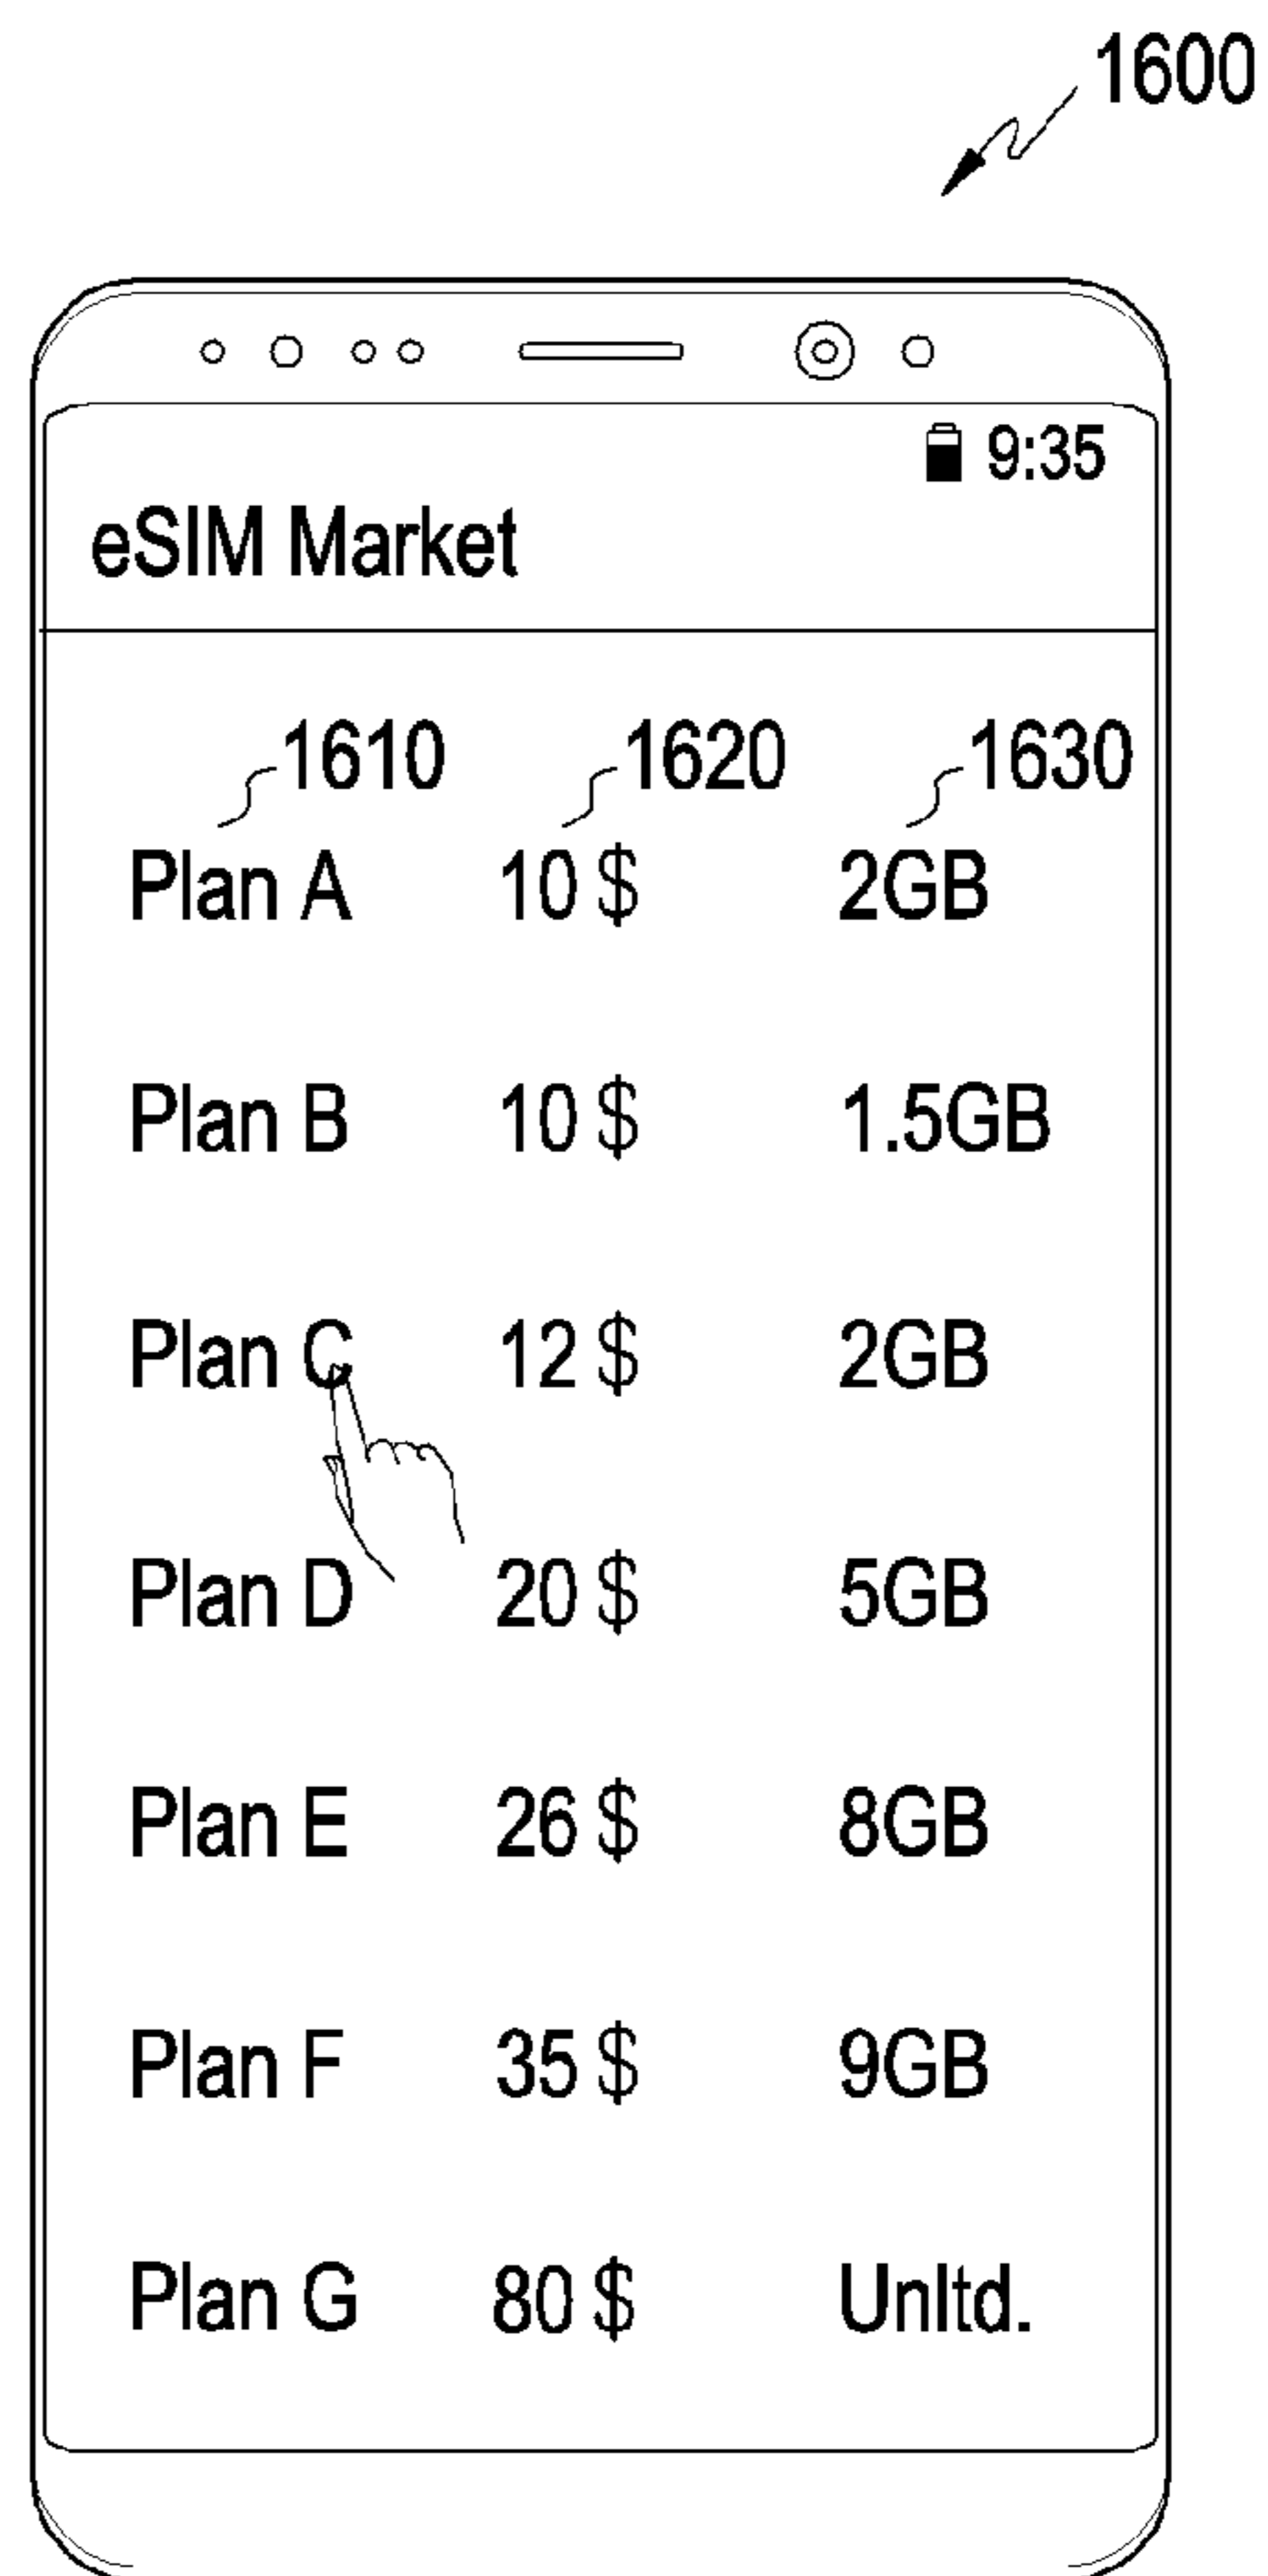 1600
9:35
eSIM Market
1610 1620 1630
Plan A 10 $ 2GB
Plan B 10 $ 1.5GB
Plan C 12 $ 2GB
Plan D 20 $ 5GB
Plan E 26 $ 8GB
Plan F 35 $ 9GB
Plan G 80 $ Unltd.